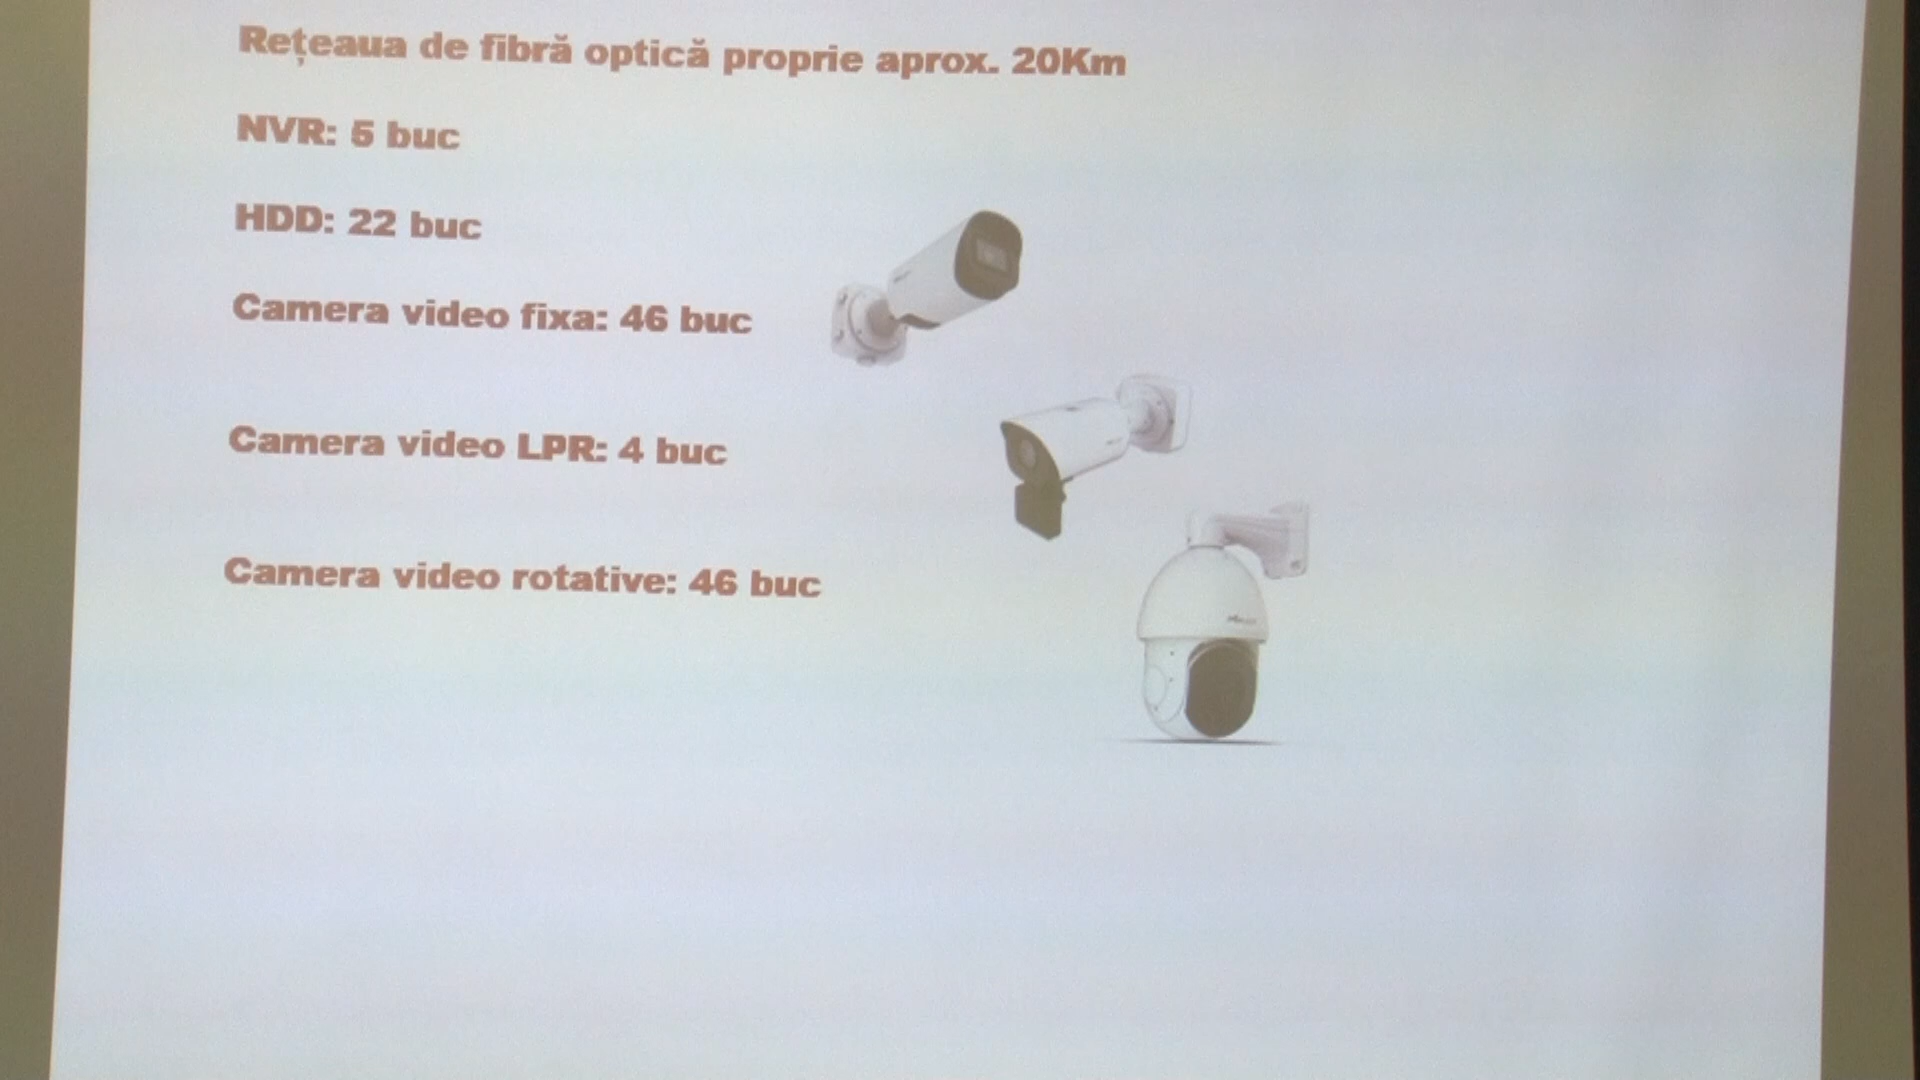 Rețeaua de fibră optică proprie aprox. 20Km
NVR: 5 buc
HDD: 22 buc
Camera video fixa: 46 buc
Camera video LPR: 4 buc
Camera video rotative: 46 buc